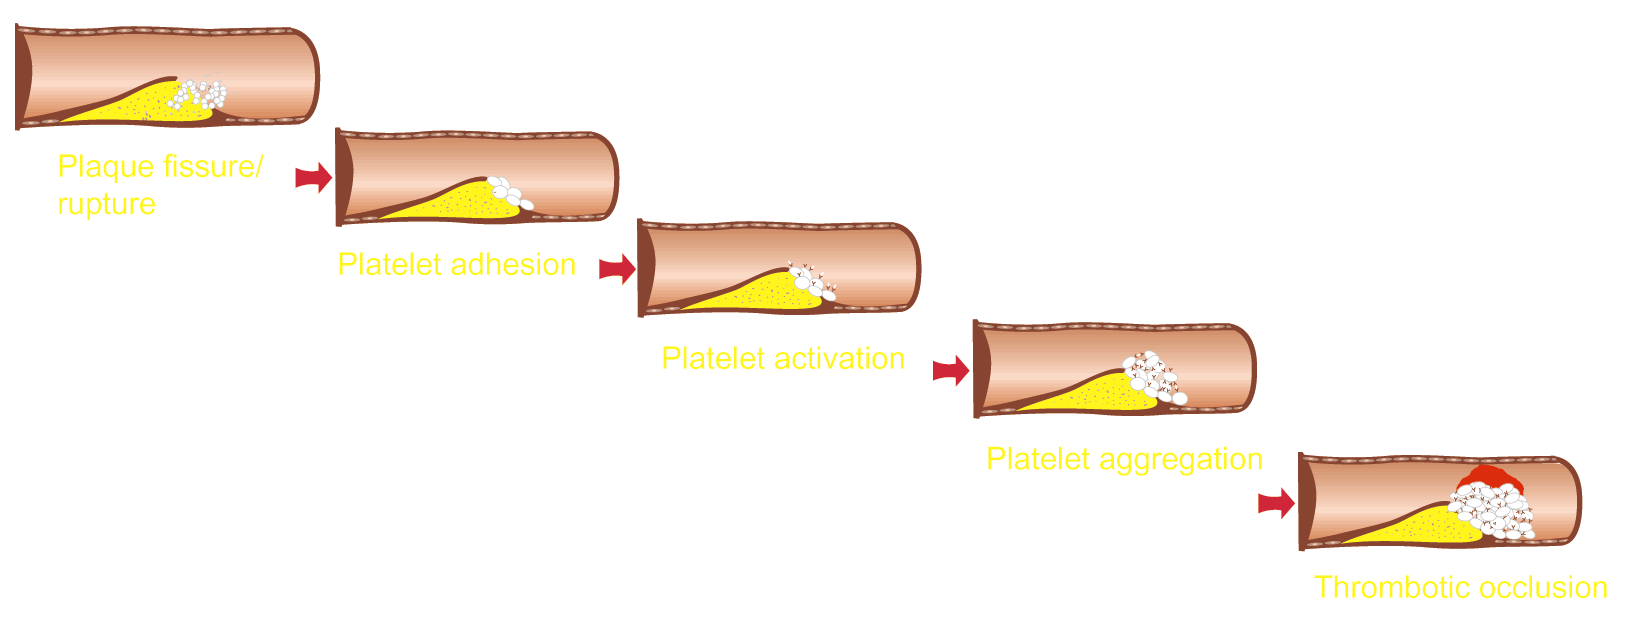 Plaque fissure/
rupture
Platelet adhesion
Platelet activation
Platelet aggregation
Thrombotic occlusion